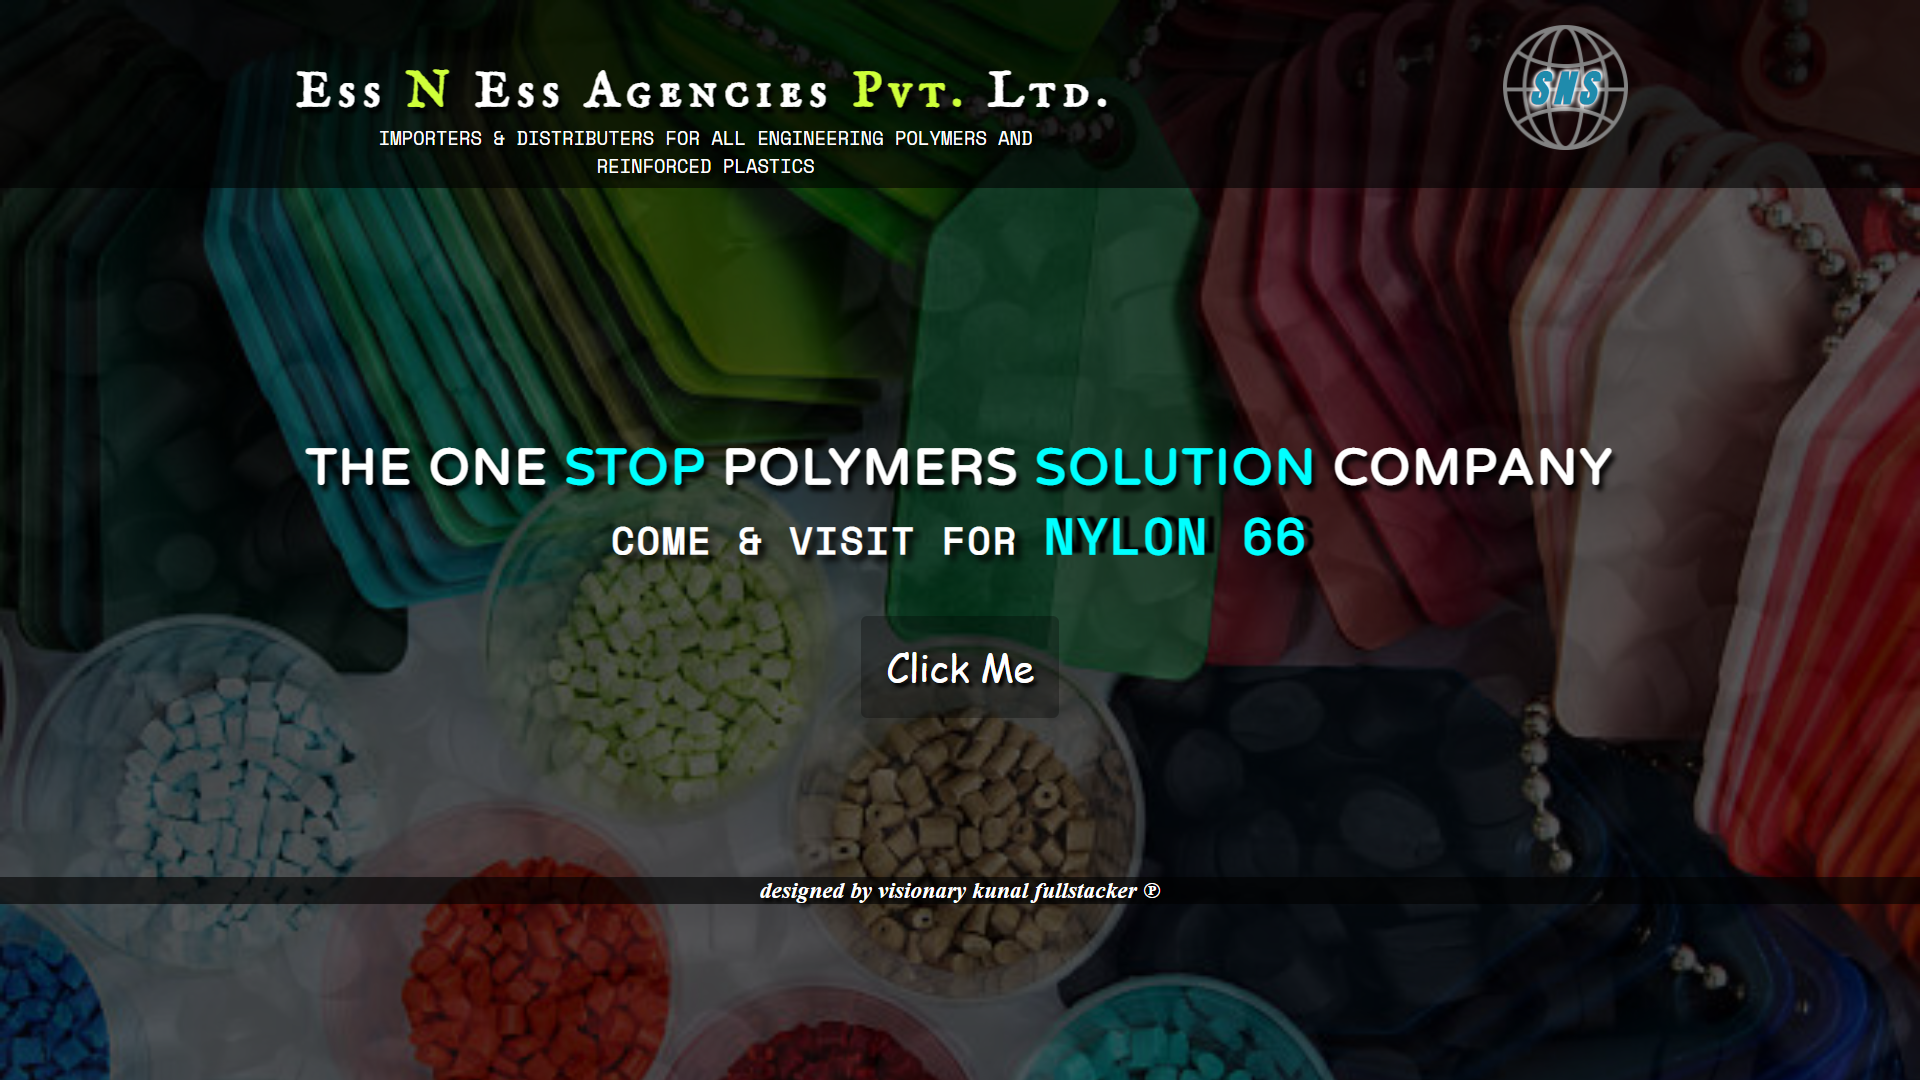 Ess N Ess Agencies Pvt. Ltd.
SNS
IMPORTERS & DISTRIBUTERS FOR ALL ENGINEERING POLYMERS AND
REINFORCED PLASTICS
THE ONE STOP POLYMERS SOLUTION COMPANY
COME & VISIT FOR NYLON 66
Click Me
designed by visionary kunal fullstacker ℗